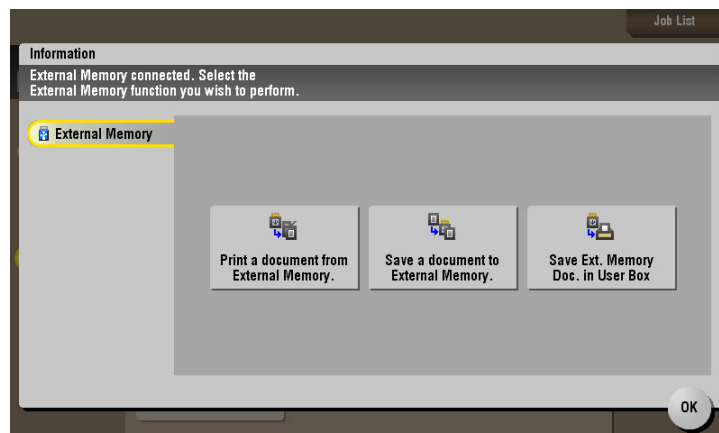 Job List
Information
External Memory connected. Select the
External Memory function you wish to perform.
External Memory
Print a document from
External Memory.
Save a document to
External Memory.
Save Ext. Memory
Doc. in User Box
OK